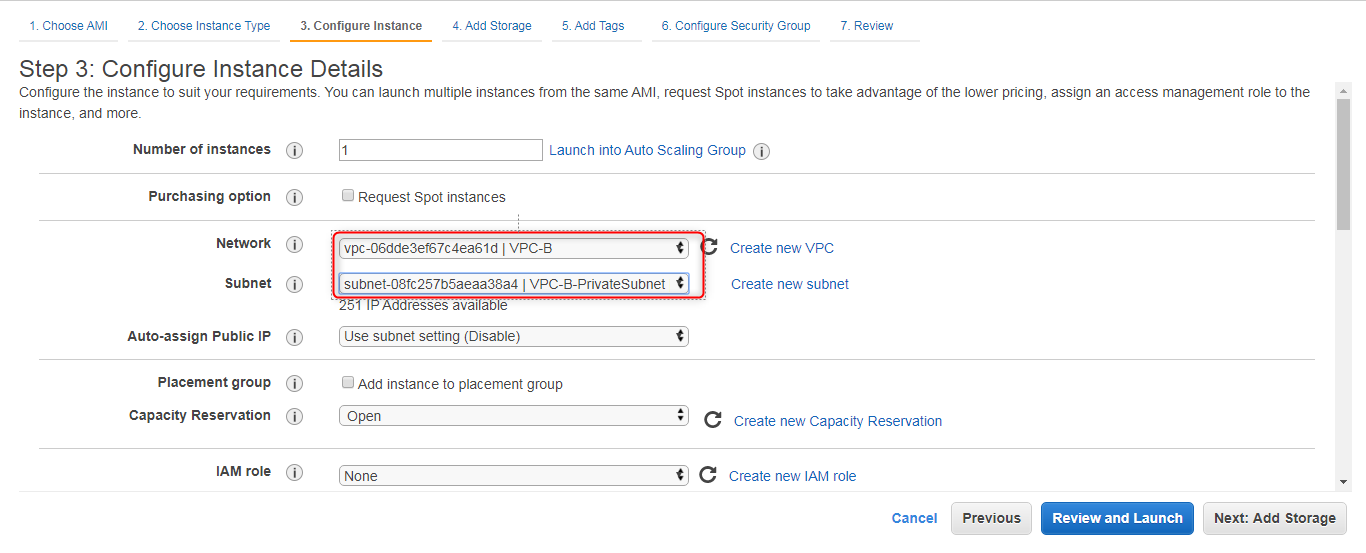 1. Choose AMI 2. Choose Instance Type 3. Configure Instance 4. Add Storage 5. Add Tags 6. Configure Security Group 7. Review
Step 3: Configure Instance Details
Configure the instance to suit your requirements. You can launch multiple instances from the same AMI, request Spot instances to take advantage of the lower pricing, assign an access management role to the
instance, and more.
Number of instances i 1 Launch into Auto Scaling Group i
Purchasing option i Request Spot instances
Network i vpc-06dde3ef67c4ea61d | VPC-B Create new VPC
Subnet i subnet-08fc257b5aeaa38a4 | VPC-B-PrivateSubnet Create new subnet
251 IP Addresses available
Auto-assign Public IP i Use subnet setting (Disable)
Placement group i Add instance to placement group
Capacity Reservation i Open Create new Capacity Reservation
IAM role i None Create new IAM role
Cancel Previous Review and Launch Next: Add Storage